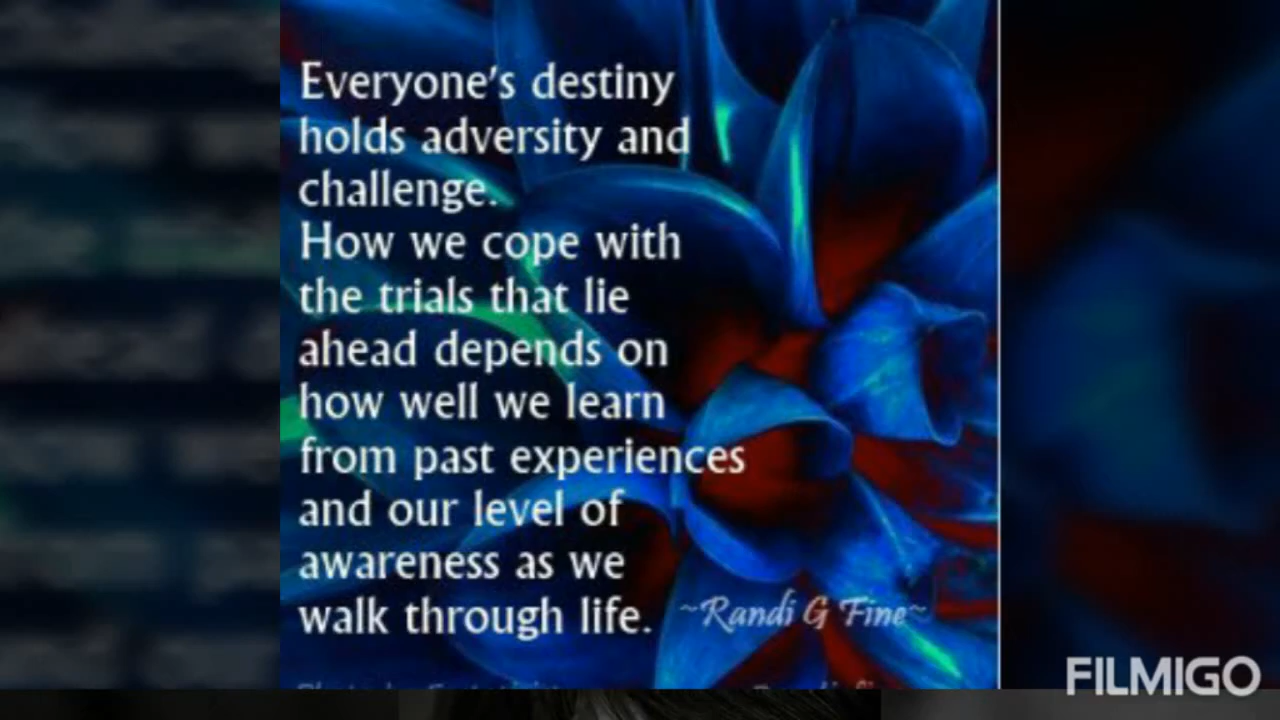 Everyone's destiny
holds adversity and
challenge.
How we cope with
the trials that lie
ahead depends on
how well we learn
from past experiences
and our level of
awareness as we
walk through life. ~Randi G Fine~
FILMIGO